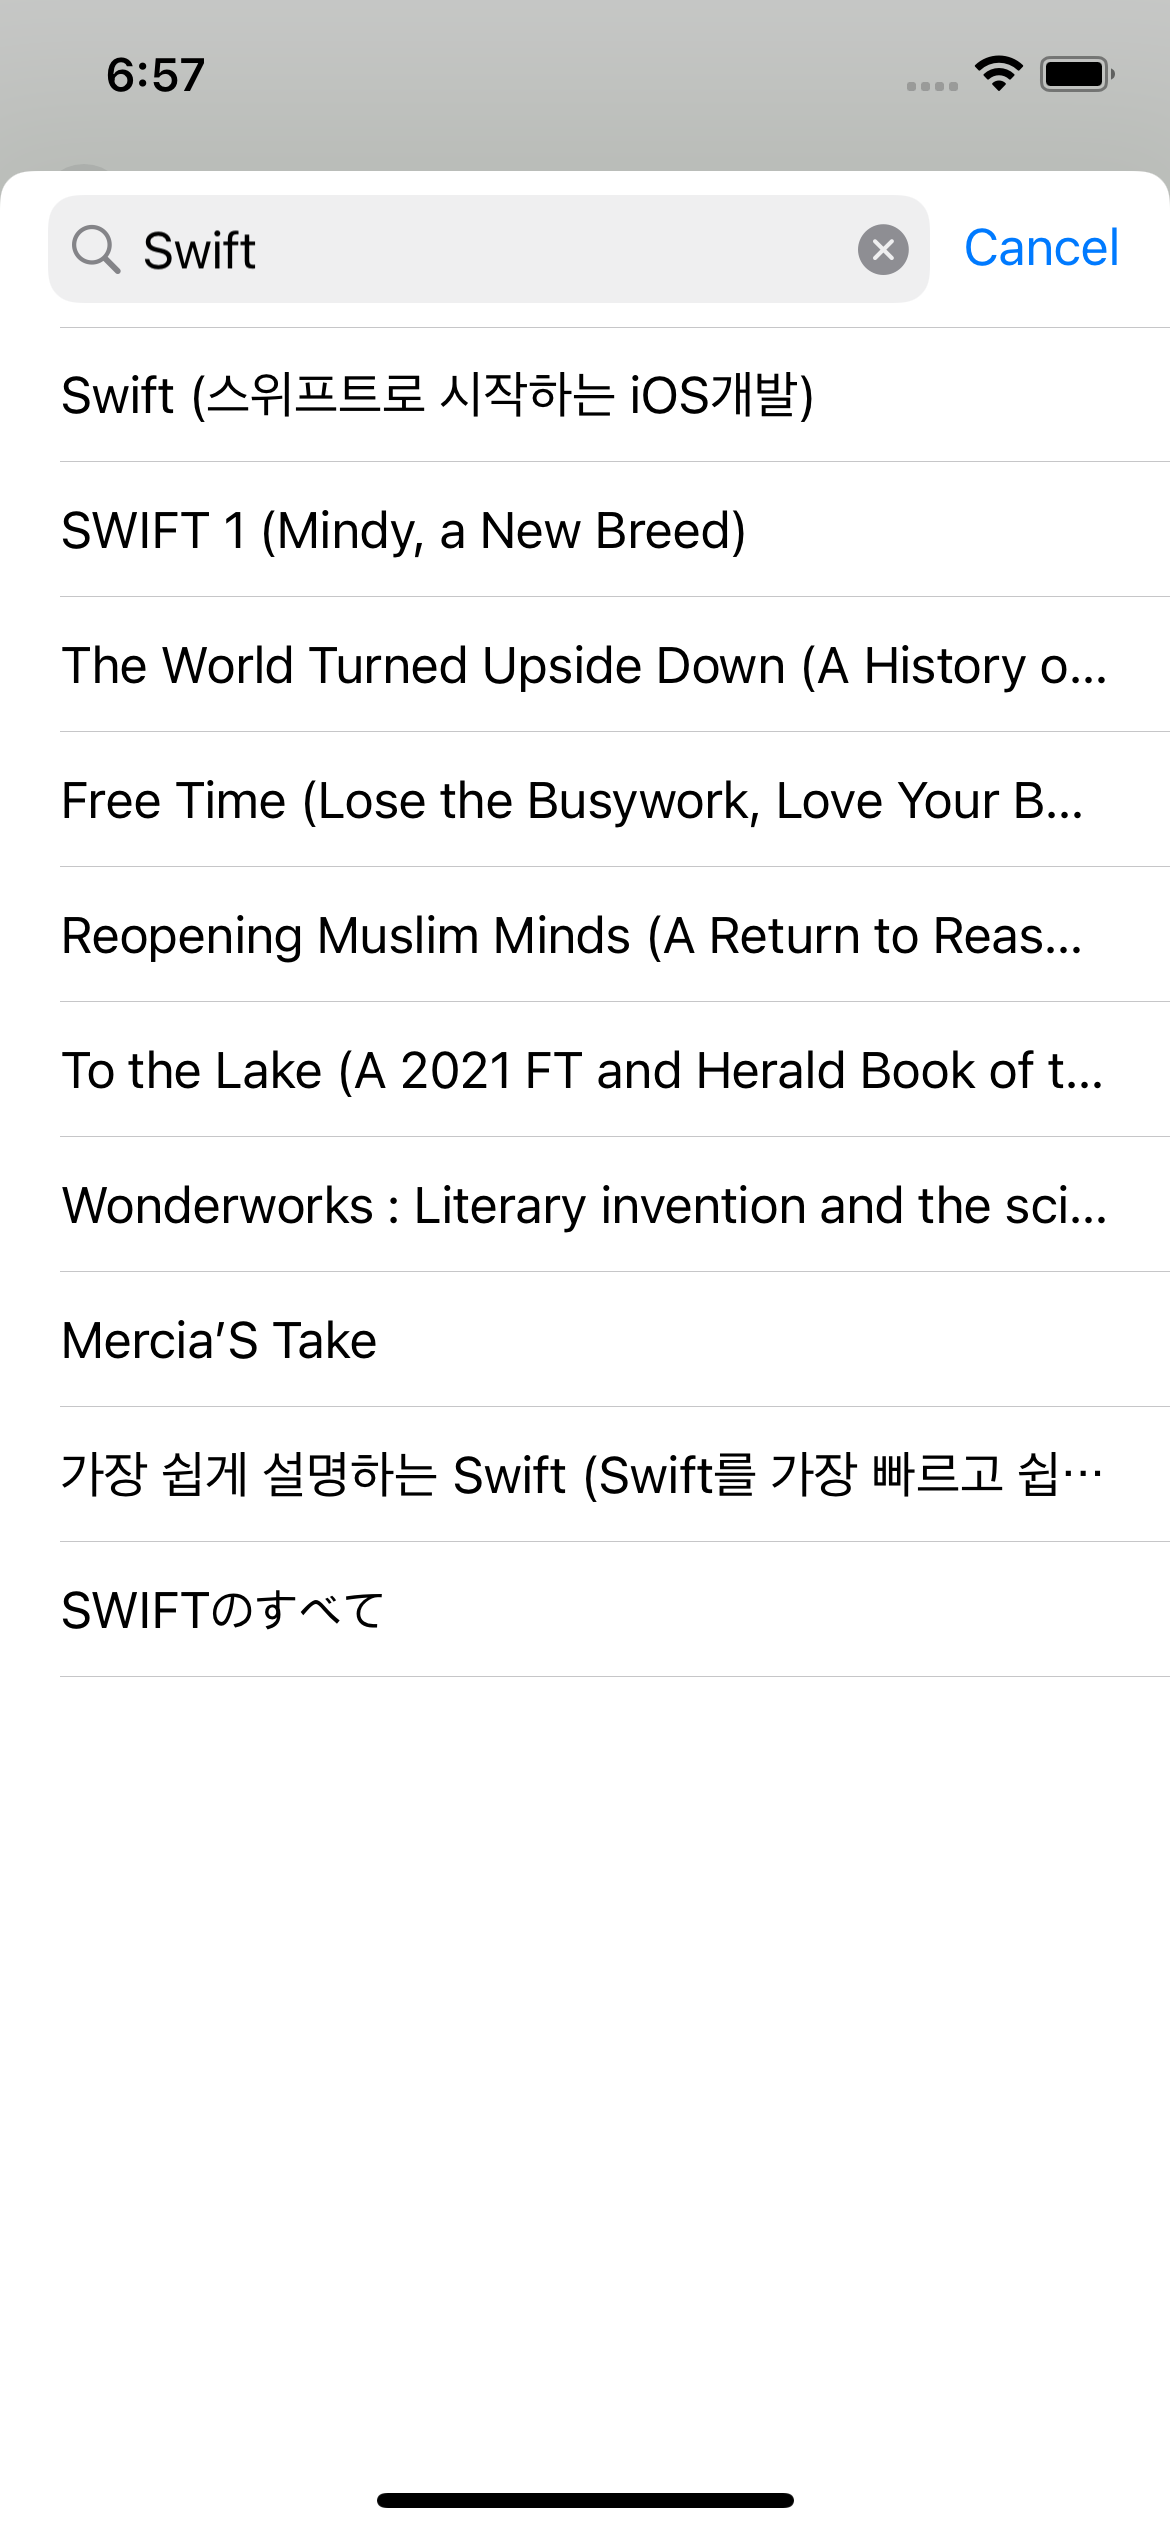 6:57
Swift
Cancel
Swift (스위프트로 시작하는 iOS개발)
SWIFT 1 (Mindy, a New Breed)
The World Turned Upside Down (A History o...
Free Time (Lose the Busywork, Love Your B...
Reopening Muslim Minds (A Return to Reas...
To the Lake (A 2021 FT and Herald Book of t...
Wonderworks : Literary invention and the sci...
Mercia’S Take
가장 쉽게 설명하는 Swift (Swift를 가장 빠르고 쉽…
SWIFTのすべて